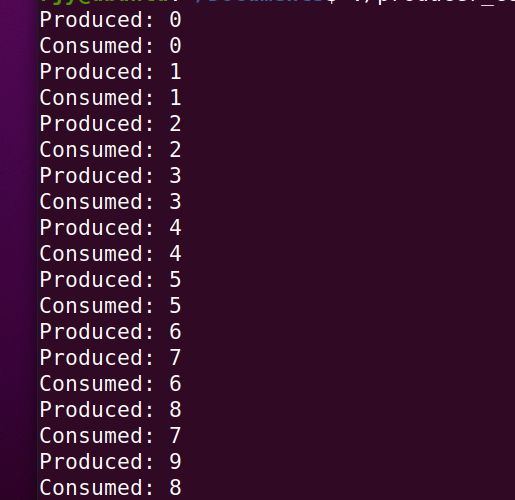 Produced: 0
Consumed: 0
Produced: 1
Consumed: 1
Produced: 2
Consumed: 2
Produced: 3
Consumed: 3
Produced: 4
Consumed: 4
Produced: 5
Consumed: 5
Produced: 6
Produced: 7
Consumed: 6
Produced: 8
Consumed: 7
Produced: 9
Consumed: 8